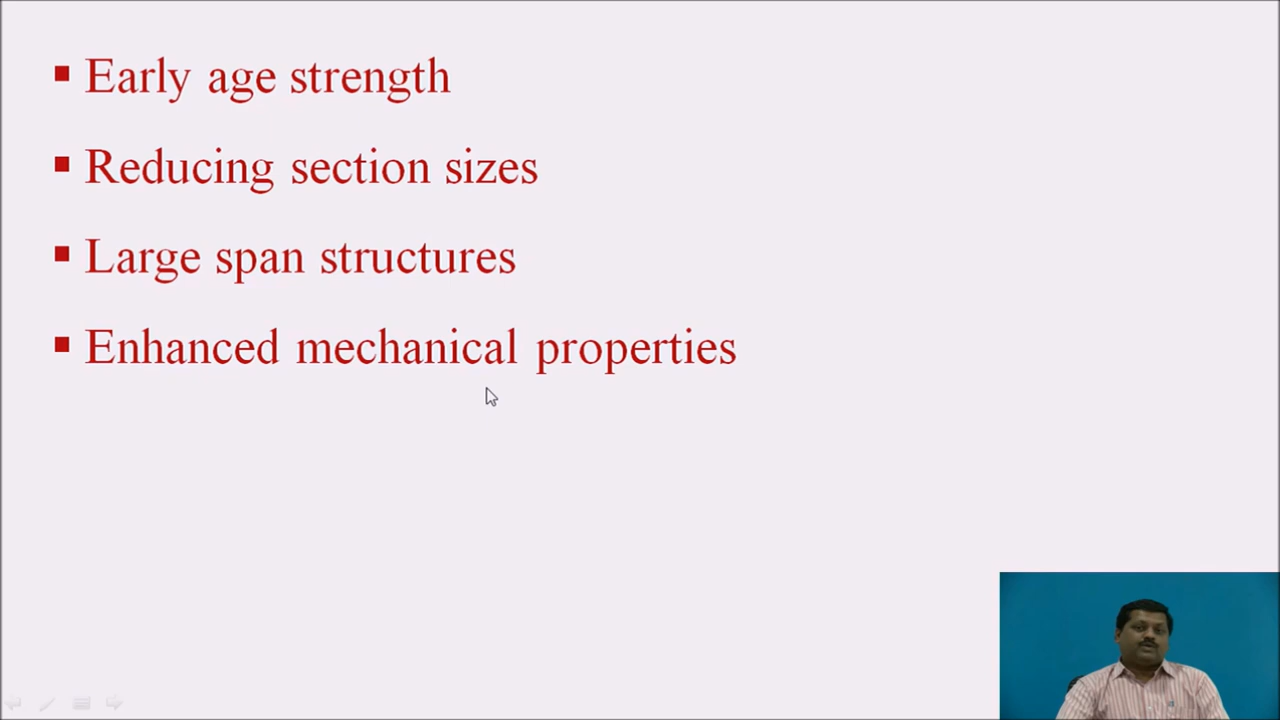 ▪ Early age strength
▪ Reducing section sizes
▪ Large span structures
▪ Enhanced mechanical properties